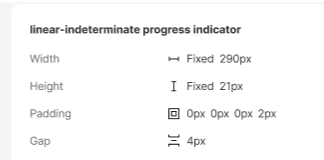 linear-indeterminate progress indicator
Width Fixed 290px
Height Fixed 21px
Padding 0px 0px 0px 2px
Gap 4px